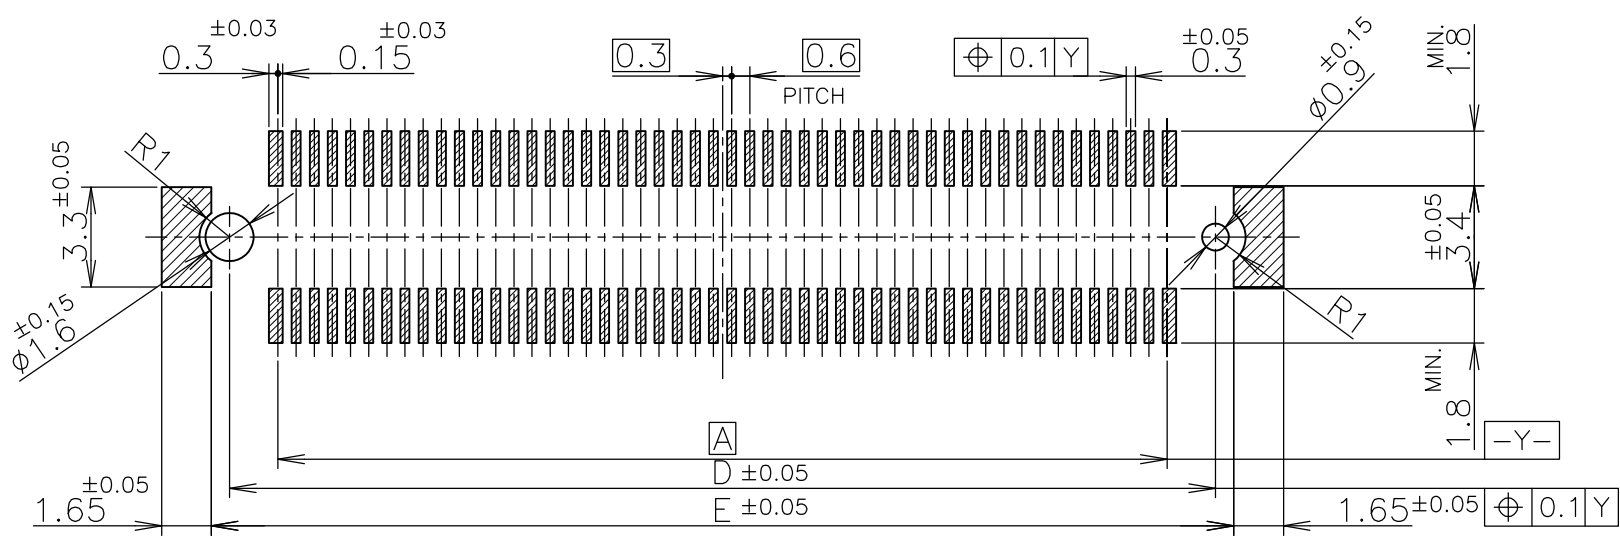 ±0.03
0.3
±0.03
0.15
0.3
0.6
PITCH
⌖ 0.1 Y
±0.05
0.3
±0.15
ø0.9
MIN.
1.8
R1
±0.05
3.3
±0.05
3.4
±0.15
ø1.6
R1
MIN.
1.8
A
-Y-
D ±0.05
±0.05
1.65
E ±0.05
1.65 ±0.05
⌖ 0.1 Y